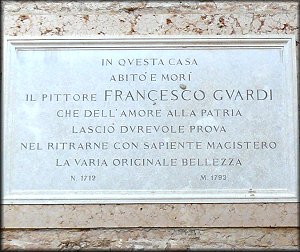 IN QVESTA CASA
ABITÒ E MORÌ
IL PITTORE FRANCESCO GVARDI
CHE DELL'AMORE ALLA PATRIA
LASCIÒ DVREVOLE PROVA
NEL RITRARNE CON SAPIENTE MAGISTERO
LA VARIA ORIGINALE BELLEZZA
N. 1712 M. 1793